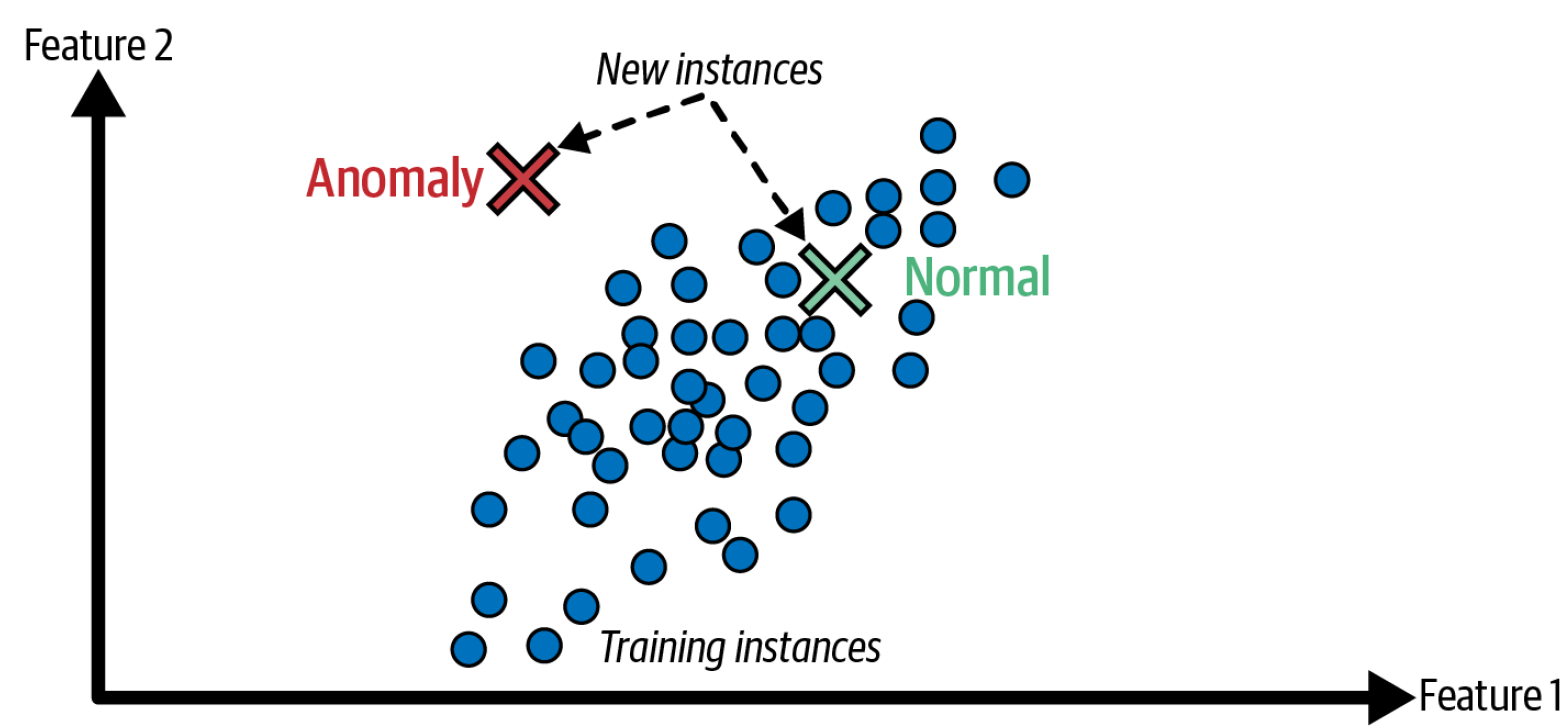 Feature 2
New instances
Anomaly
Normal
Training instances
Feature 1